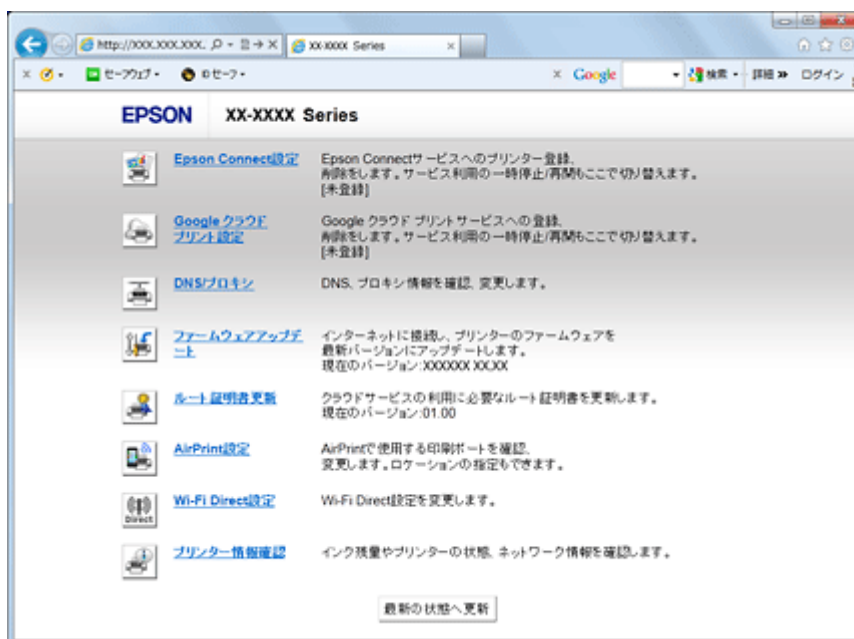 http://XXX.XXX.XXX.
XX-XXXX Series
セーフウェブ
Google
検索
詳細 »
ログイン
EPSON
XX-XXXX Series
Epson Connect設定
Epson Connectサービスへのプリンター登録、
削除をします。サービス利用の一時停止/再開もここで切り替えます。
[未登録]
Google クラウド
プリント設定
Google クラウド プリントサービスへの登録、
削除をします。サービス利用の一時停止/再開もここで切り替えます。
[未登録]
DNS/プロキシ
DNS、プロキシ情報を確認、変更します。
ファームウェアアップデ
ート
インターネットに接続し、プリンターのファームウェアを
最新バージョンにアップデートします。
現在のバージョン:XXXXXX XX.XX
ルート証明書更新
クラウドサービスの利用に必要なルート証明書を更新します。
現在のバージョン:01.00
AirPrint設定
AirPrintで使用する印刷ポートを確認、
変更します。ロケーションの指定もできます。
Direct
Wi-Fi Direct設定
Wi-Fi Direct設定を変更します。
プリンター情報確認
インク残量やプリンターの状態、ネットワーク情報を確認します。
最新の状態へ更新